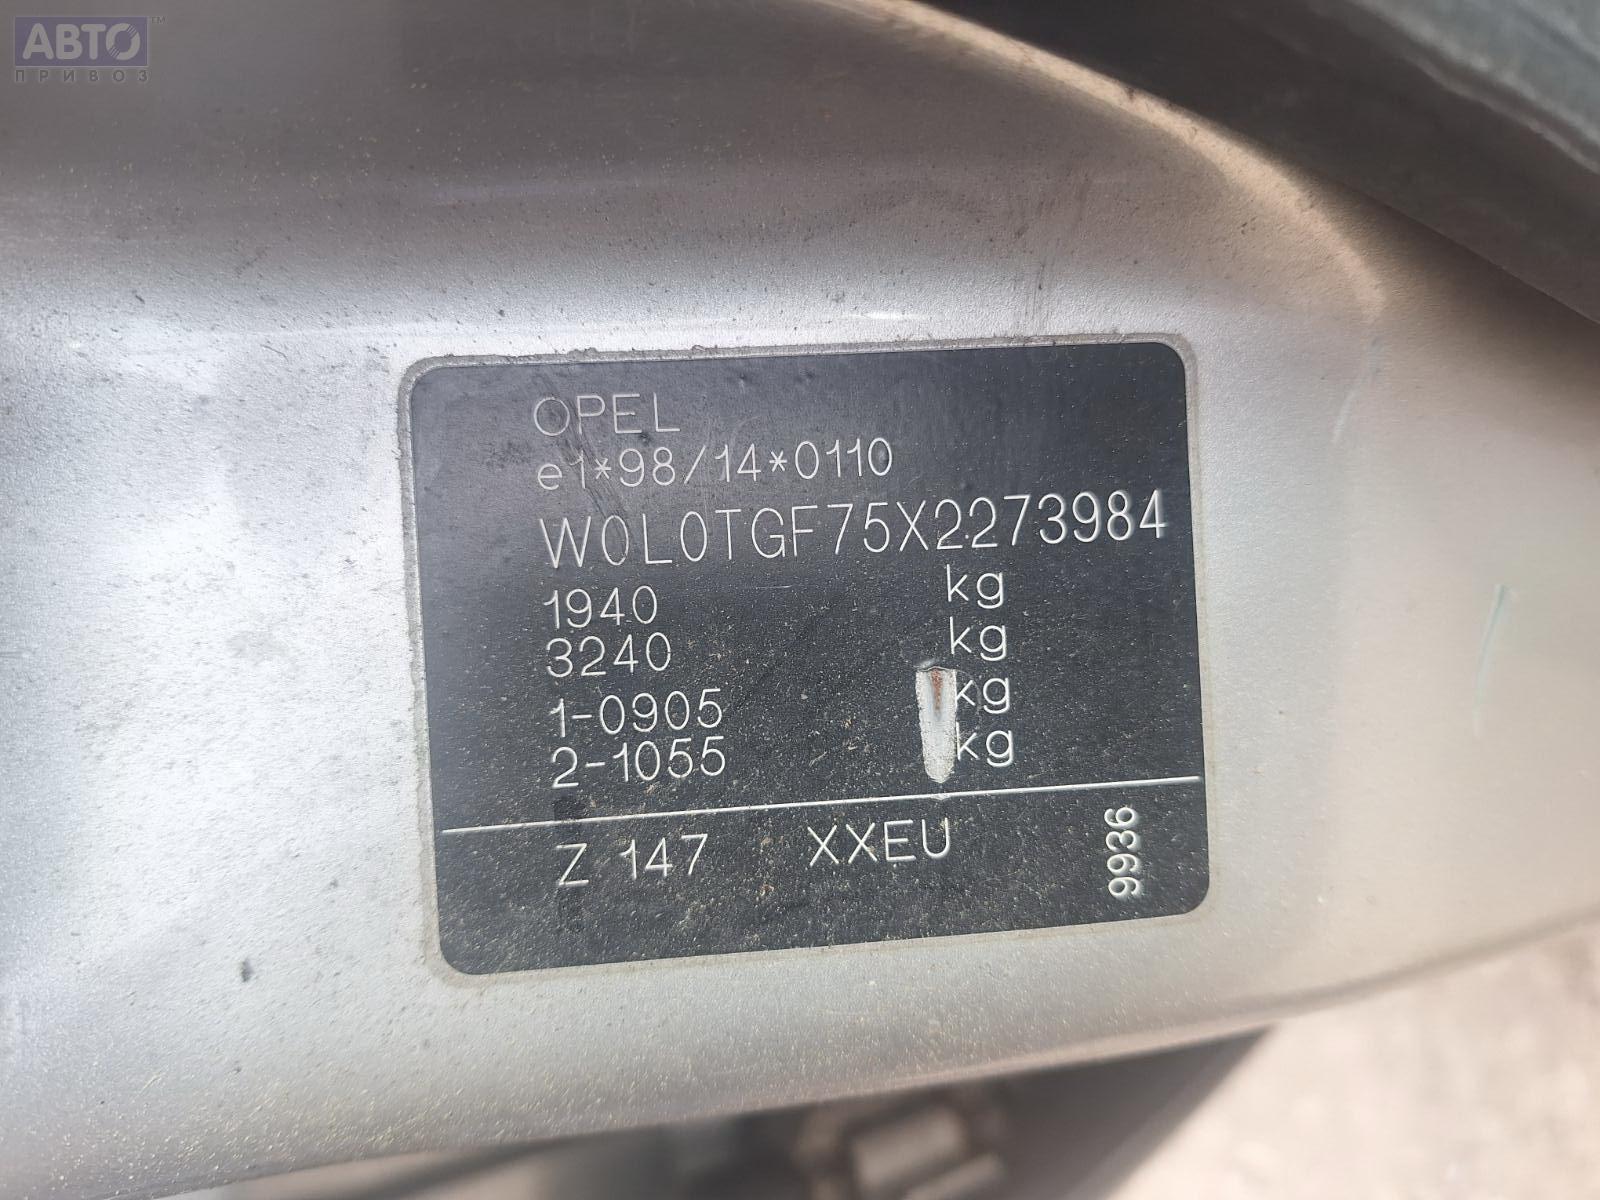 АВТО™
ПРИВОЗ
OPEL
e1*98/14*0110
W0L0TGF75X2273984
1940 kg
3240 kg
1-0905 kg
2-1055 kg
Z 147 XXEU
9936